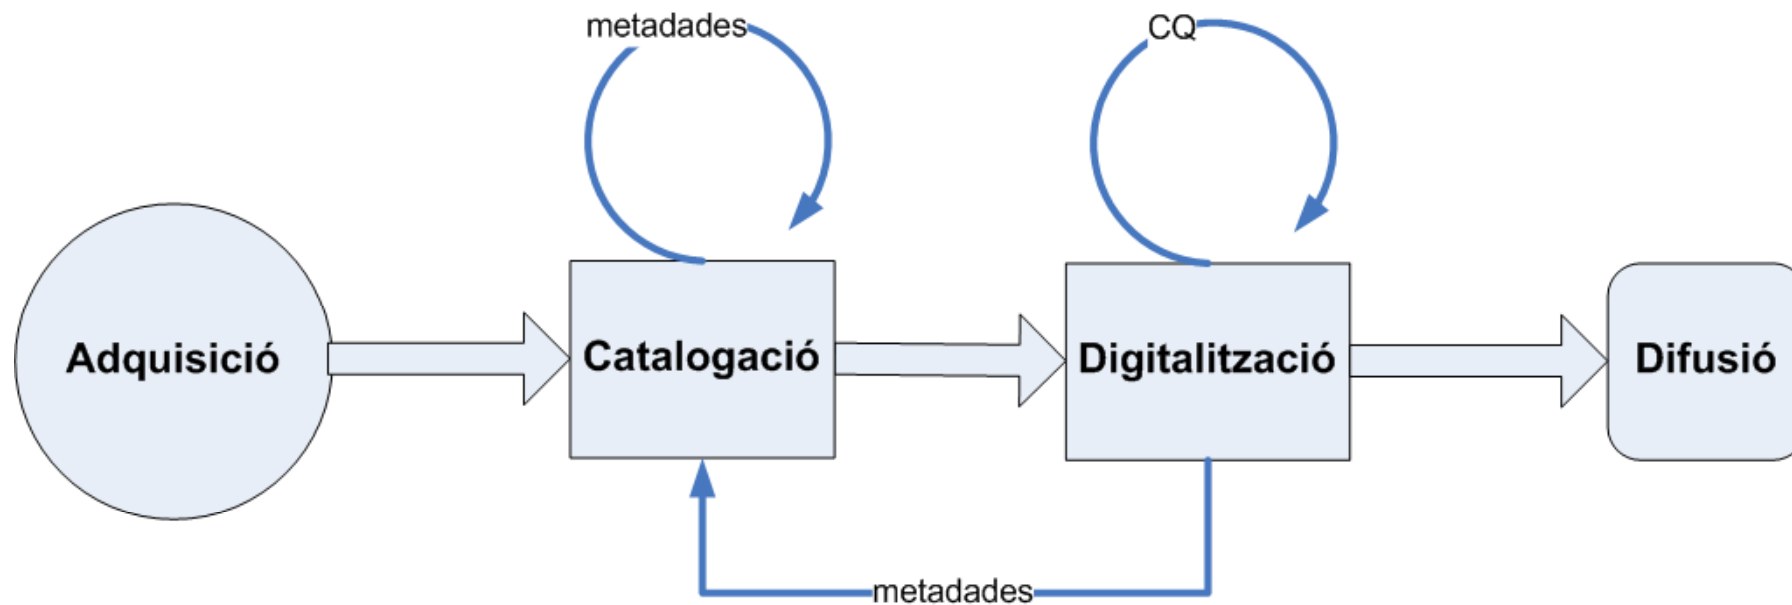 metadades
CQ
Adquisició
Catalogació
Digitalització
Difusió
metadades